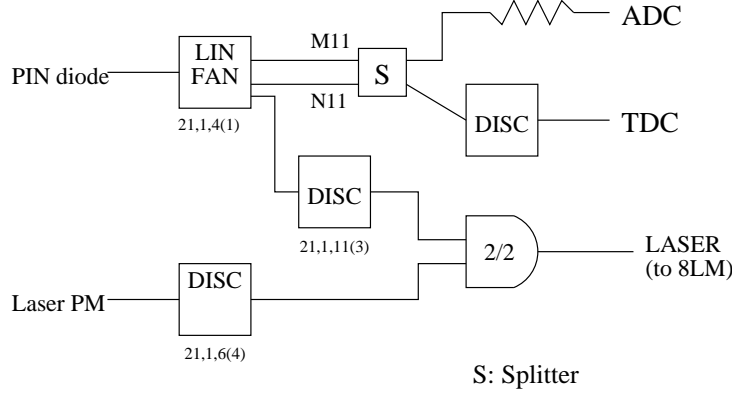 ADC
LIN
FAN
M11
S
PIN diode
N11
21,1,4(1)
DISC
TDC
DISC
21,1,11(3)
2/2
LASER
(to 8LM)
DISC
Laser PM
21,1,6(4)
S: Splitter